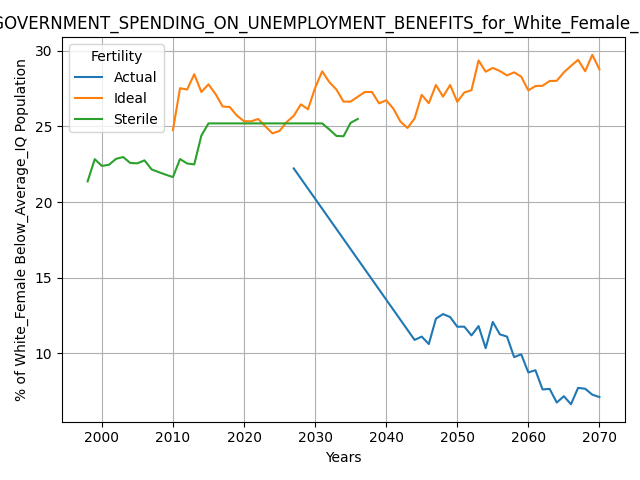 GOVERNMENT_SPENDING_ON_UNEMPLOYMENT_BENEFITS_for_White_Female_
% of White_Female Below_Average_IQ Population
30
25
20
15
10
Fertility
Actual
Ideal
Sterile
2000 2010 2020 2030 2040 2050 2060 2070
Years